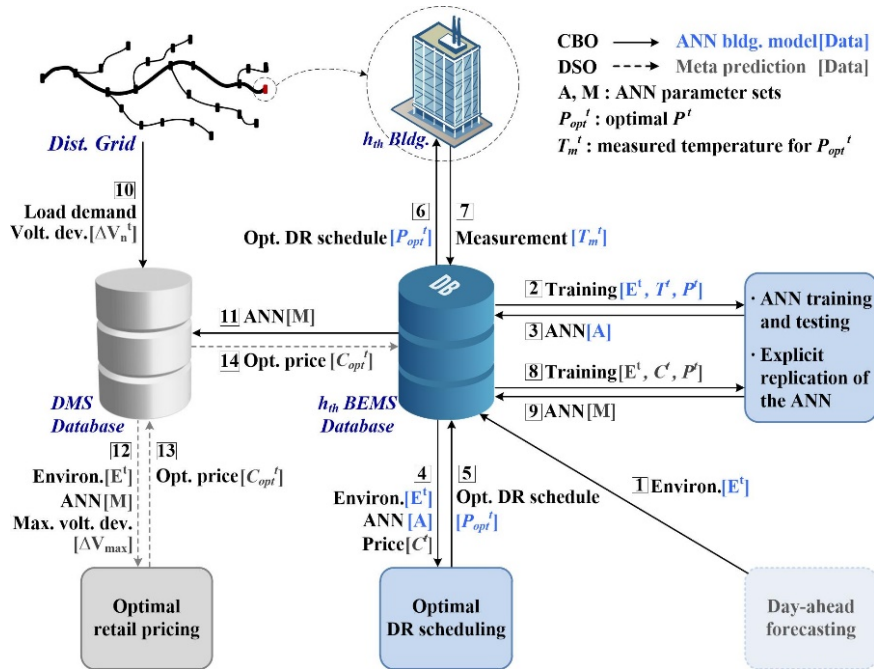 CBO ANN bldg. model[Data]
DSO Meta prediction [Data]
A, M : ANN parameter sets
P_opt^t : optimal P^t
T_m^t : measured temperature for P_opt^t
Dist. Grid
h_th Bldg.
10
Load demand
Volt. dev.[ΔV_n^t]
6
Opt. DR schedule [P_opt^t]
7
Measurement [T_m^t]
DB
2 Training[E^t, T^t, P^t]
3 ANN[A]
8 Training[E^t, C^t, P^t]
9 ANN[M]
· ANN training
and testing
· Explicit
replication of
the ANN
11 ANN[M]
14 Opt. price[C_opt^t]
DMS
Database
h_th BEMS
Database
12
Environ.[E^t]
ANN[M]
Max. volt. dev.
[ΔV_max]
13
Opt. price[C_opt^t]
4
Environ.[E^t]
ANN [A]
Price[C^t]
5
Opt. DR schedule
[P_opt^t]
1 Environ.[E^t]
Optimal
retail pricing
Optimal
DR scheduling
Day-ahead
forecasting